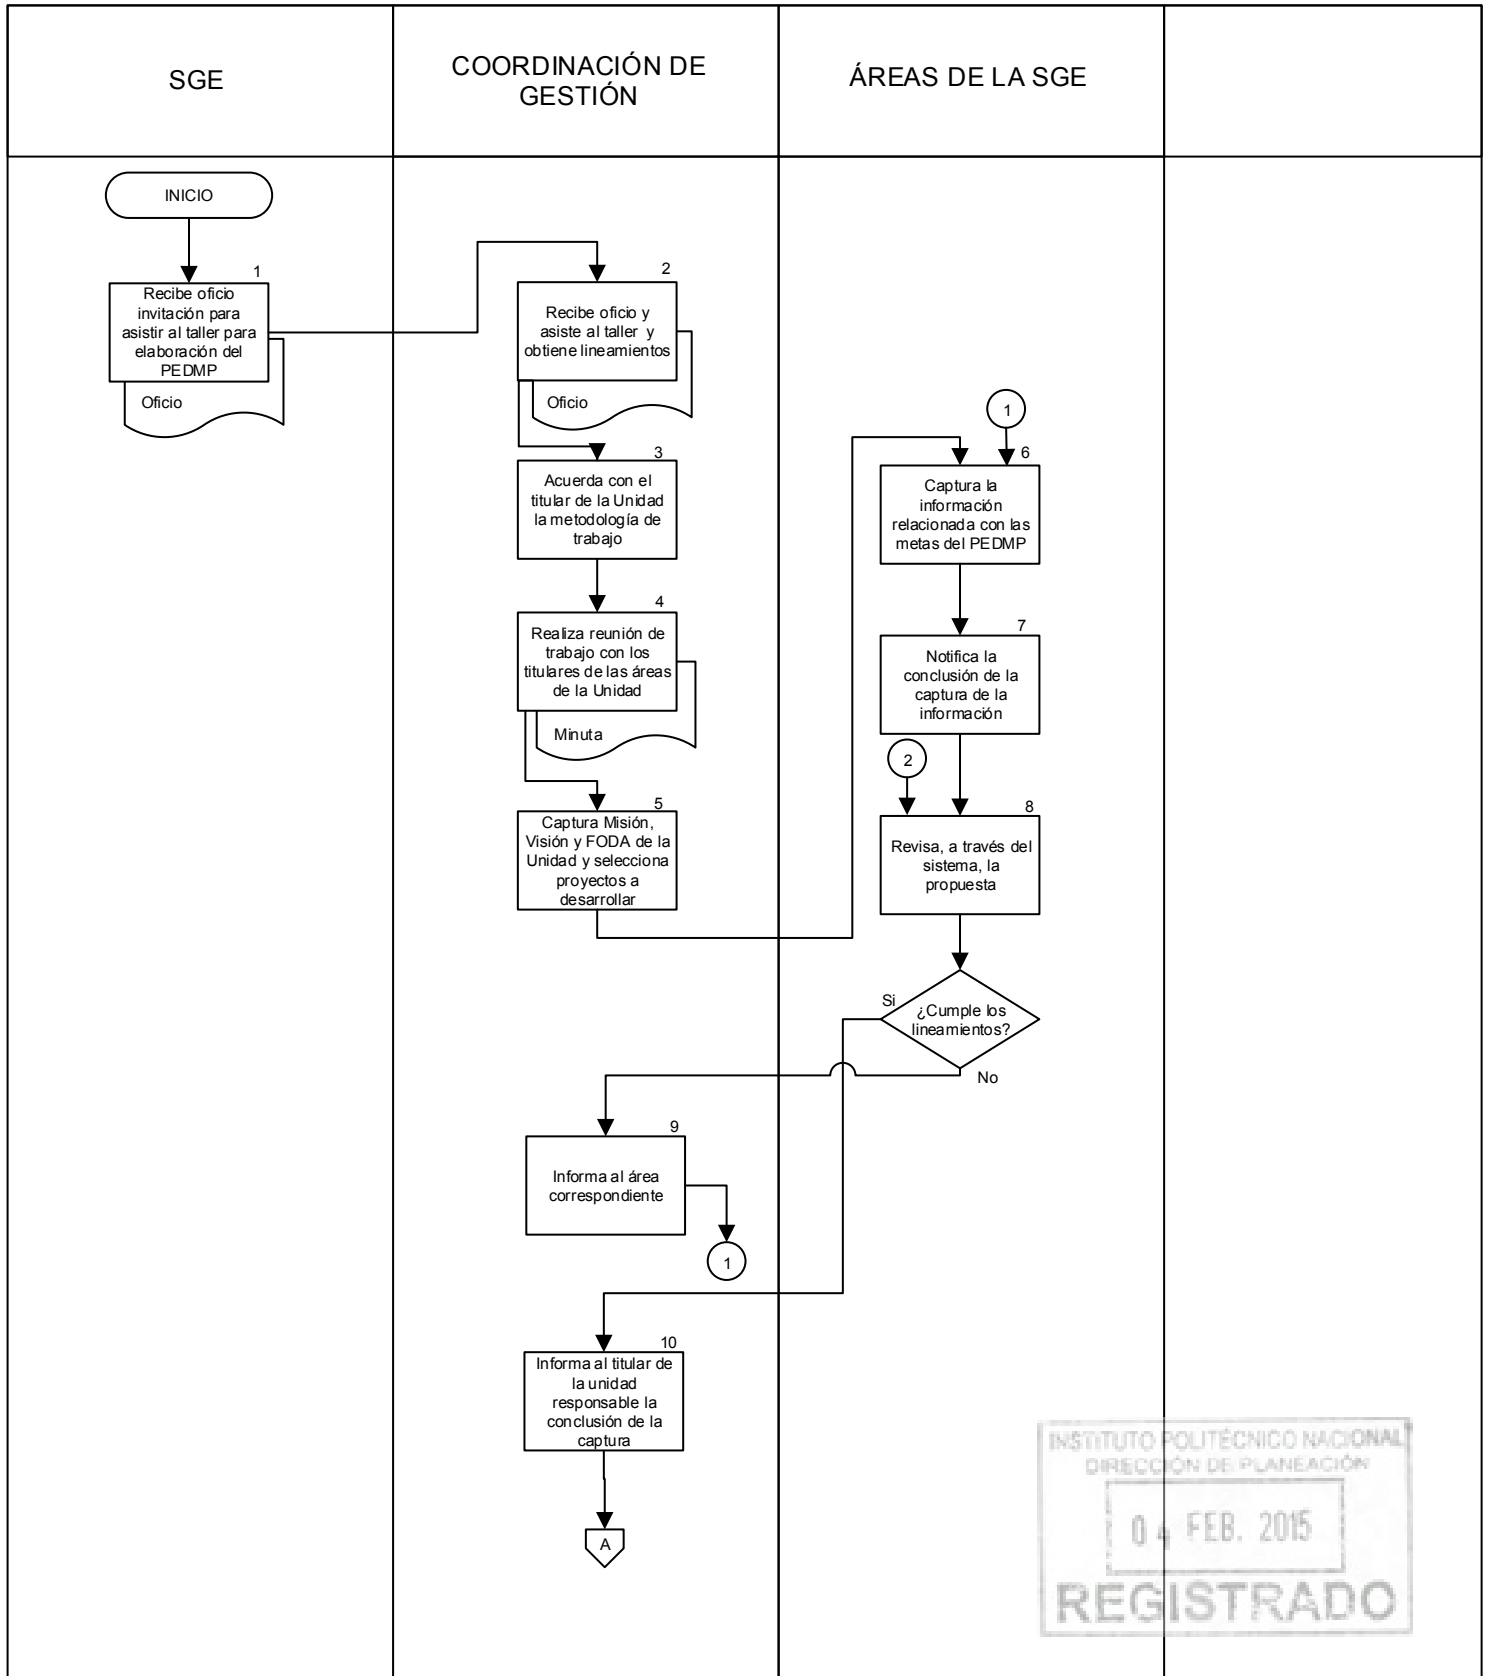 SGE
COORDINACIÓN DE
GESTIÓN
ÁREAS DE LA SGE
INICIO
1
Recibe oficio
invitación para
asistir al taller para
elaboración del
PEDMP
Oficio
2
Recibe oficio y
asiste al taller y
obtiene lineamientos
Oficio
3
Acuerda con el
titular de la Unidad
la metodología de
trabajo
4
Realiza reunión de
trabajo con los
titulares de las áreas
de la Unidad
Minuta
5
Captura Misión,
Visión y FODA de la
Unidad y selecciona
proyectos a
desarrollar
1
6
Captura la
información
relacionada con las
metas del PEDMP
7
Notifica la
conclusión de la
captura de la
información
2
8
Revisa, a través del
sistema, la
propuesta
Si
¿Cumple los
lineamientos?
No
9
Informa al área
correspondiente
1
10
Informa al titular de
la unidad
responsable la
conclusión de la
captura
A
INSTITUTO POLITÉCNICO NACIONAL
DIRECCIÓN DE PLANEACIÓN
04 FEB. 2015
REGISTRADO